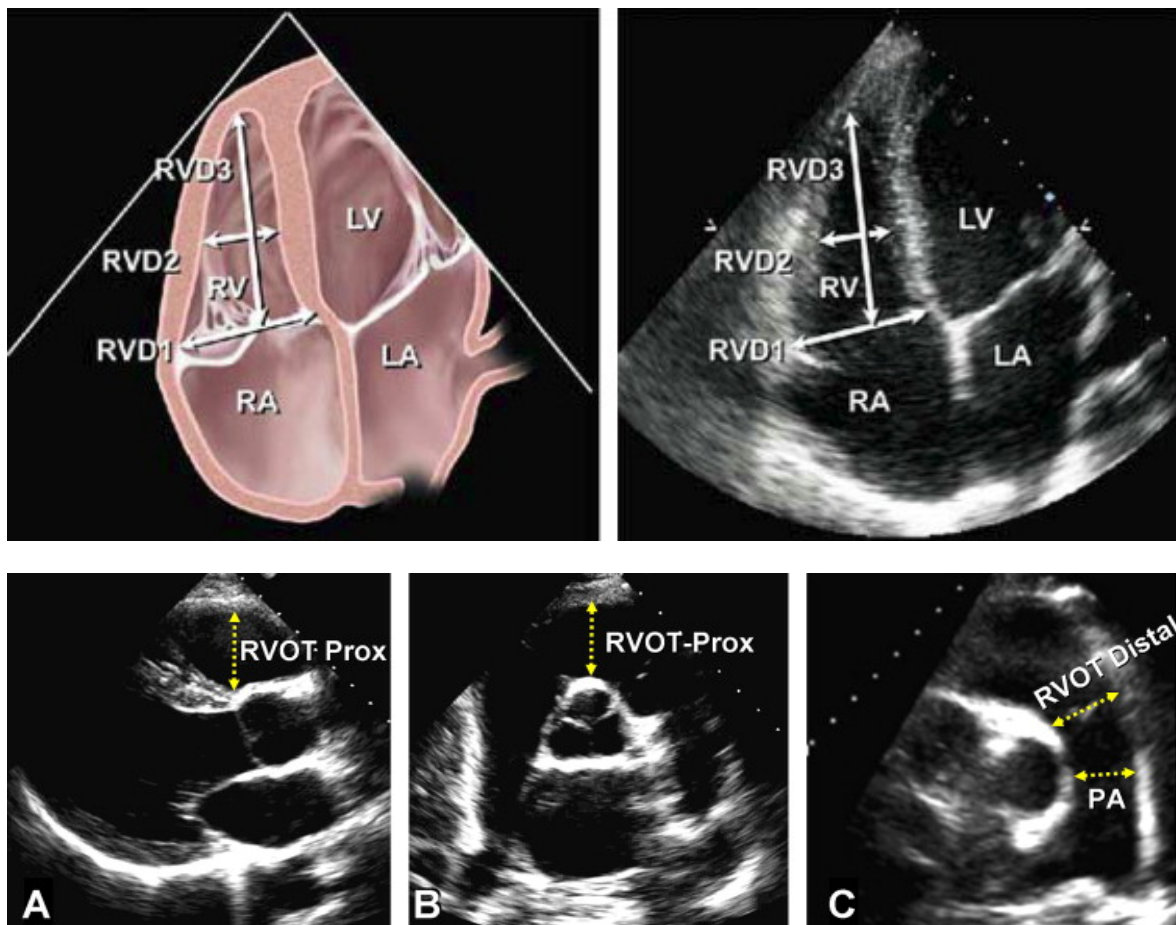 RVD3
LV
RVD2
RV
RVD1
LA
RA
RVD3
LV
RVD2
RV
RVD1
LA
RA
RVOT Prox
A
RVOT-Prox
B
RVOT Distal
PA
C